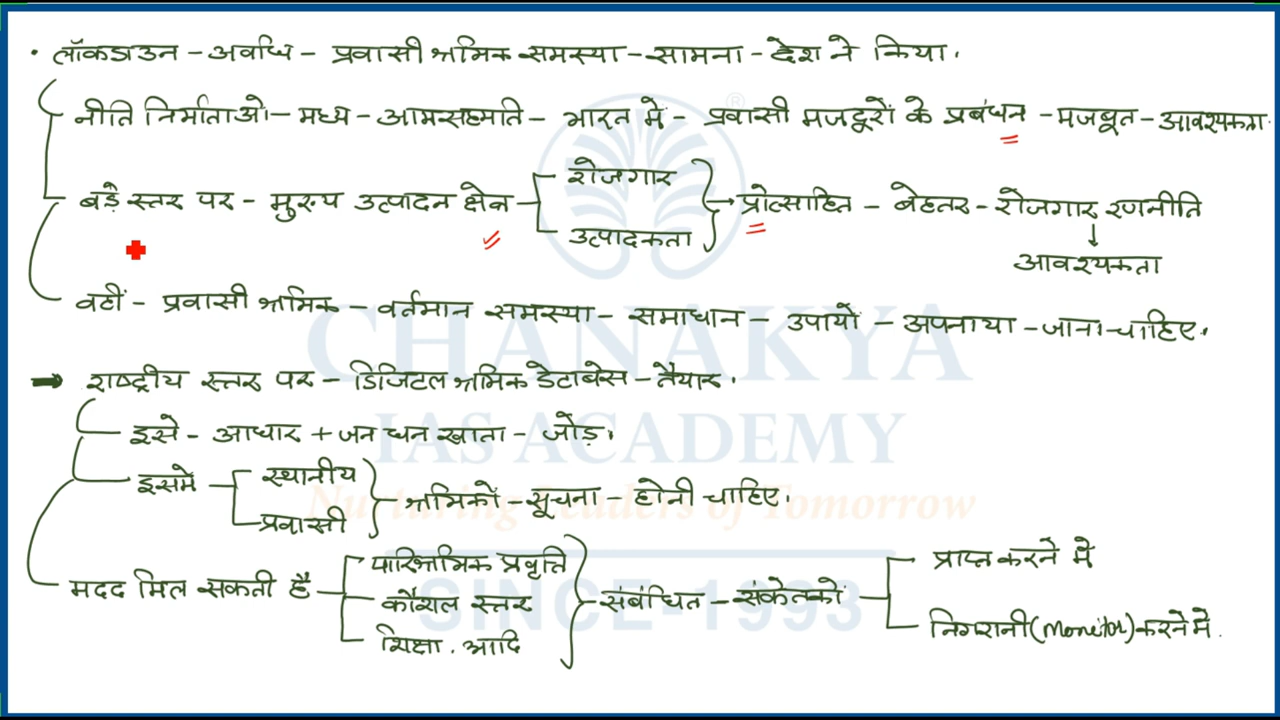 • लॉकडाउन - अवधि - प्रवासी श्रमिक समस्या - सामना - देश ने किया.
नीति निर्माताओं - मध्य - आमसहमति - भारत में - प्रवासी मजदूरों के प्रबंधन - मजबूत - आवश्यकता.
बड़े स्तर पर - मुख्य उत्पादन क्षेत्र
रोजगार
उत्पादकता
→ प्रोत्साहित - बेहतर - रोजगार रणनीति
↓
आवश्यकता
वहीं - प्रवासी श्रमिक - वर्तमान समस्या - समाधान - उपायों - अपनाया - जाना चाहिए.
→ राष्ट्रीय स्तर पर - डिजिटल श्रमिक डेटाबेस - तैयार.
इसे - आधार + जन धन खाता - जोड़.
इसमें
स्थानीय
प्रवासी
श्रमिकों - सूचना - होनी चाहिए.
मदद मिल सकती है
पारिश्रमिक प्रवृत्ति
कौशल स्तर
शिक्षा. आदि
संबंधित - संकेतकों
प्राप्त करने में
निगरानी (Monitor) करने में.
CHANAKYA
IAS ACADEMY
Nurturing Leaders of Tomorrow
SINCE-1993
®